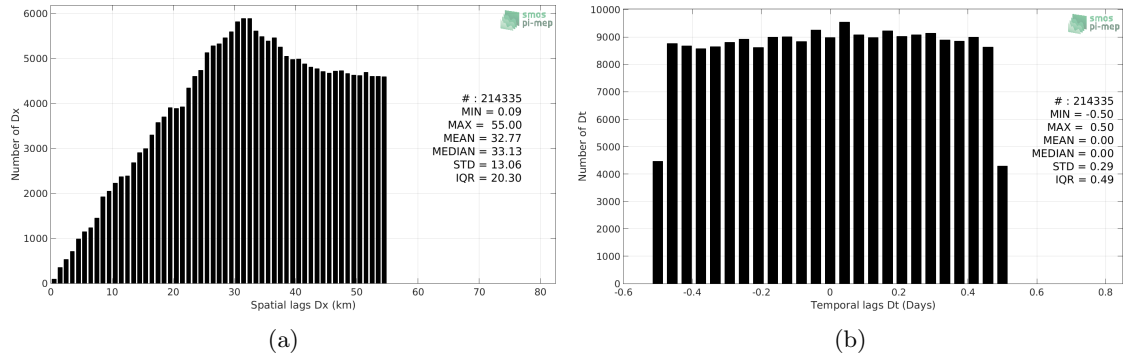 6000
5000
4000
3000
2000
1000
0
Number of Dx
0 10 20 30 40 50 60 70 80
Spatial lags Dx (km)
smos
pi-mep
# : 214335
MIN = 0.09
MAX = 55.00
MEAN = 32.77
MEDIAN = 33.13
STD = 13.06
IQR = 20.30
(a)
10000
9000
8000
7000
6000
5000
4000
3000
2000
1000
0
Number of Dt
-0.6 -0.4 -0.2 0 0.2 0.4 0.6 0.8
Temporal lags Dt (Days)
smos
pi-mep
# : 214335
MIN = -0.50
MAX = 0.50
MEAN = 0.00
MEDIAN = 0.00
STD = 0.29
IQR = 0.49
(b)